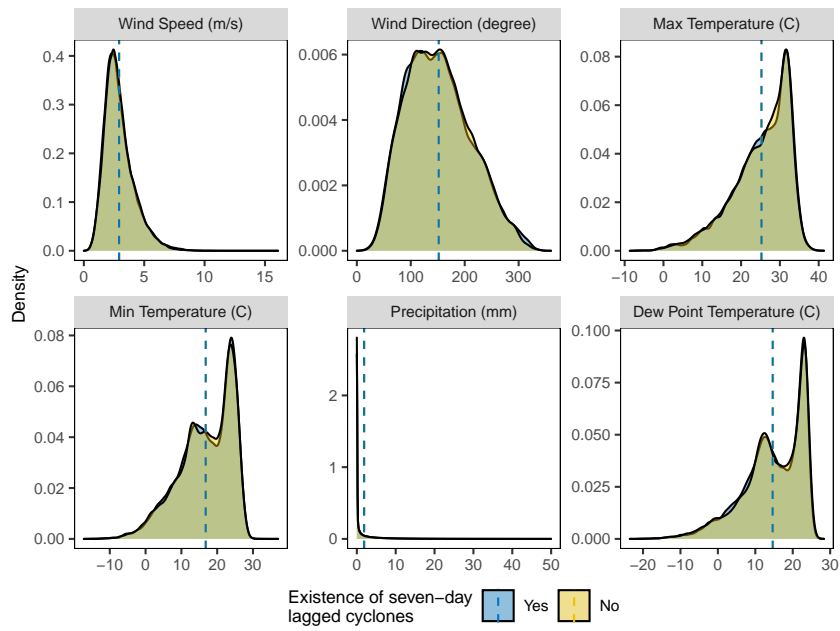 Wind Speed (m/s)
Wind Direction (degree)
Max Temperature (C)
0.4
0.3
0.2
0.1
0.0
0 5 10 15
0.006
0.004
0.002
0.000
0 100 200 300
0.08
0.06
0.04
0.02
0.00
−10 0 10 20 30 40
Density
Min Temperature (C)
Precipitation (mm)
Dew Point Temperature (C)
0.08
0.06
0.04
0.02
0.00
−10 0 10 20 30
2
1
0
0 10 20 30 40 50
0.100
0.075
0.050
0.025
0.000
−20 −10 0 10 20 30
Existence of seven−day
lagged cyclones
Yes
No